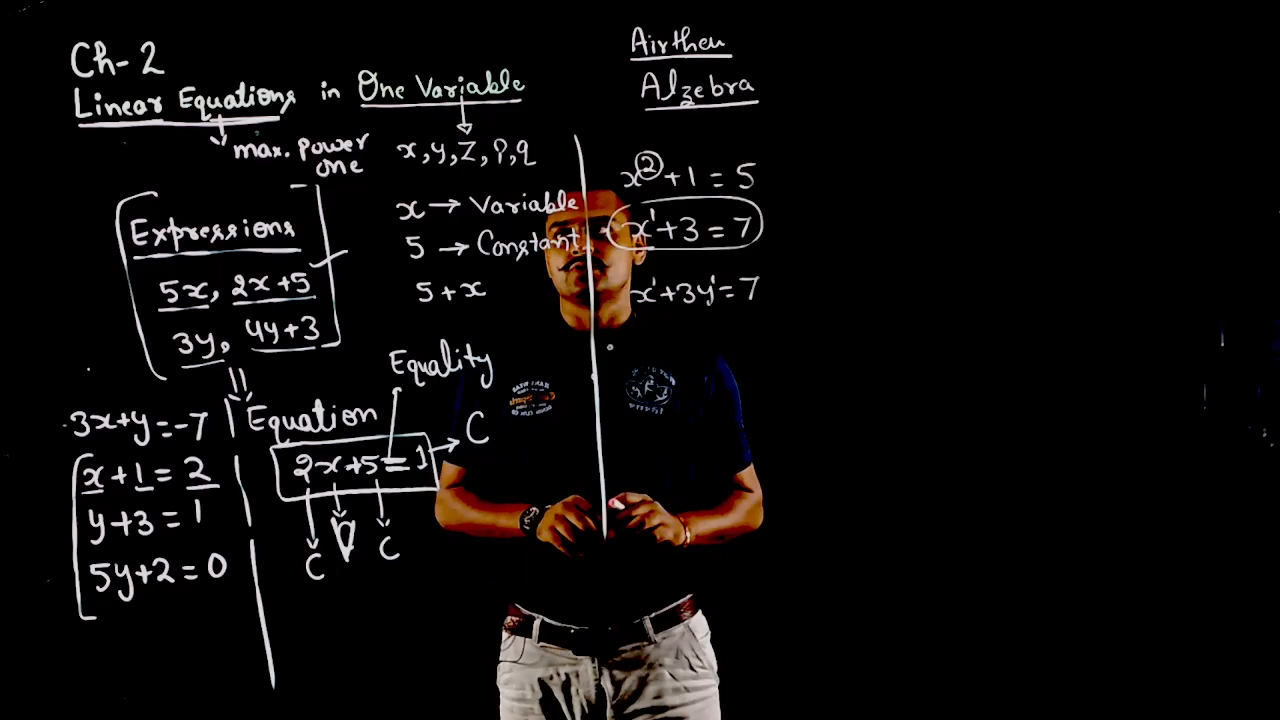 Ch-2
Linear Equations in One Variable
max. power
one
x, y, z, p, q
Expressions
5x, 2x+5
3y, 4y+3
x → Variable
5 → Constant
5+x
Equality
Equation
2x+5=1
C
C V C
3x+y=-7
x+1=2
y+3=1
5y+2=0
Airtheu
Alzebra
x²+1=5
x¹+3=7
x¹+3y¹=7